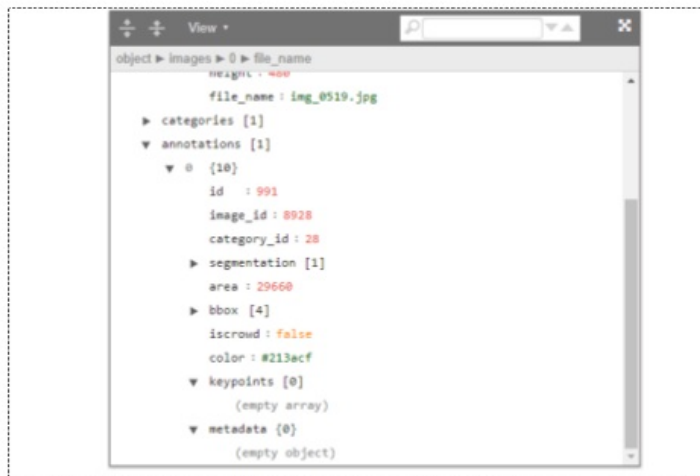 View
object ► images ► 0 ► file_name
height : 480
file_name : img_0519.jpg
► categories [1]
▼ annotations [1]
▼ 0 {10}
id : 991
image_id : 8928
category_id : 28
► segmentation [1]
area : 29660
► bbox [4]
iscrowd : false
color : #213acf
▼ keypoints [0]
(empty array)
▼ metadata {0}
(empty object)